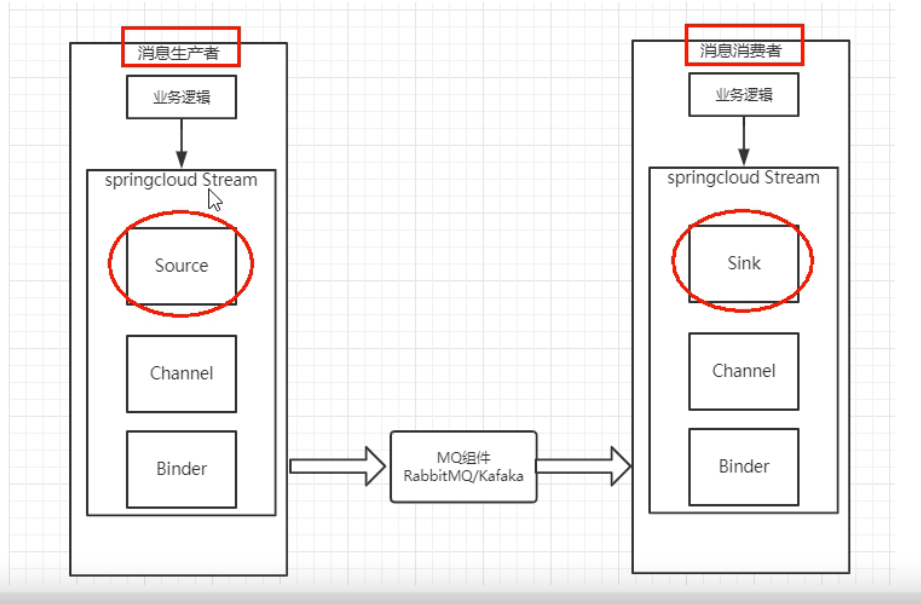 消息生产者
业务逻辑
springcloud Stream
Source
Channel
Binder
MQ组件
RabbitMQ/Kafaka
消息消费者
业务逻辑
springcloud Stream
Sink
Channel
Binder